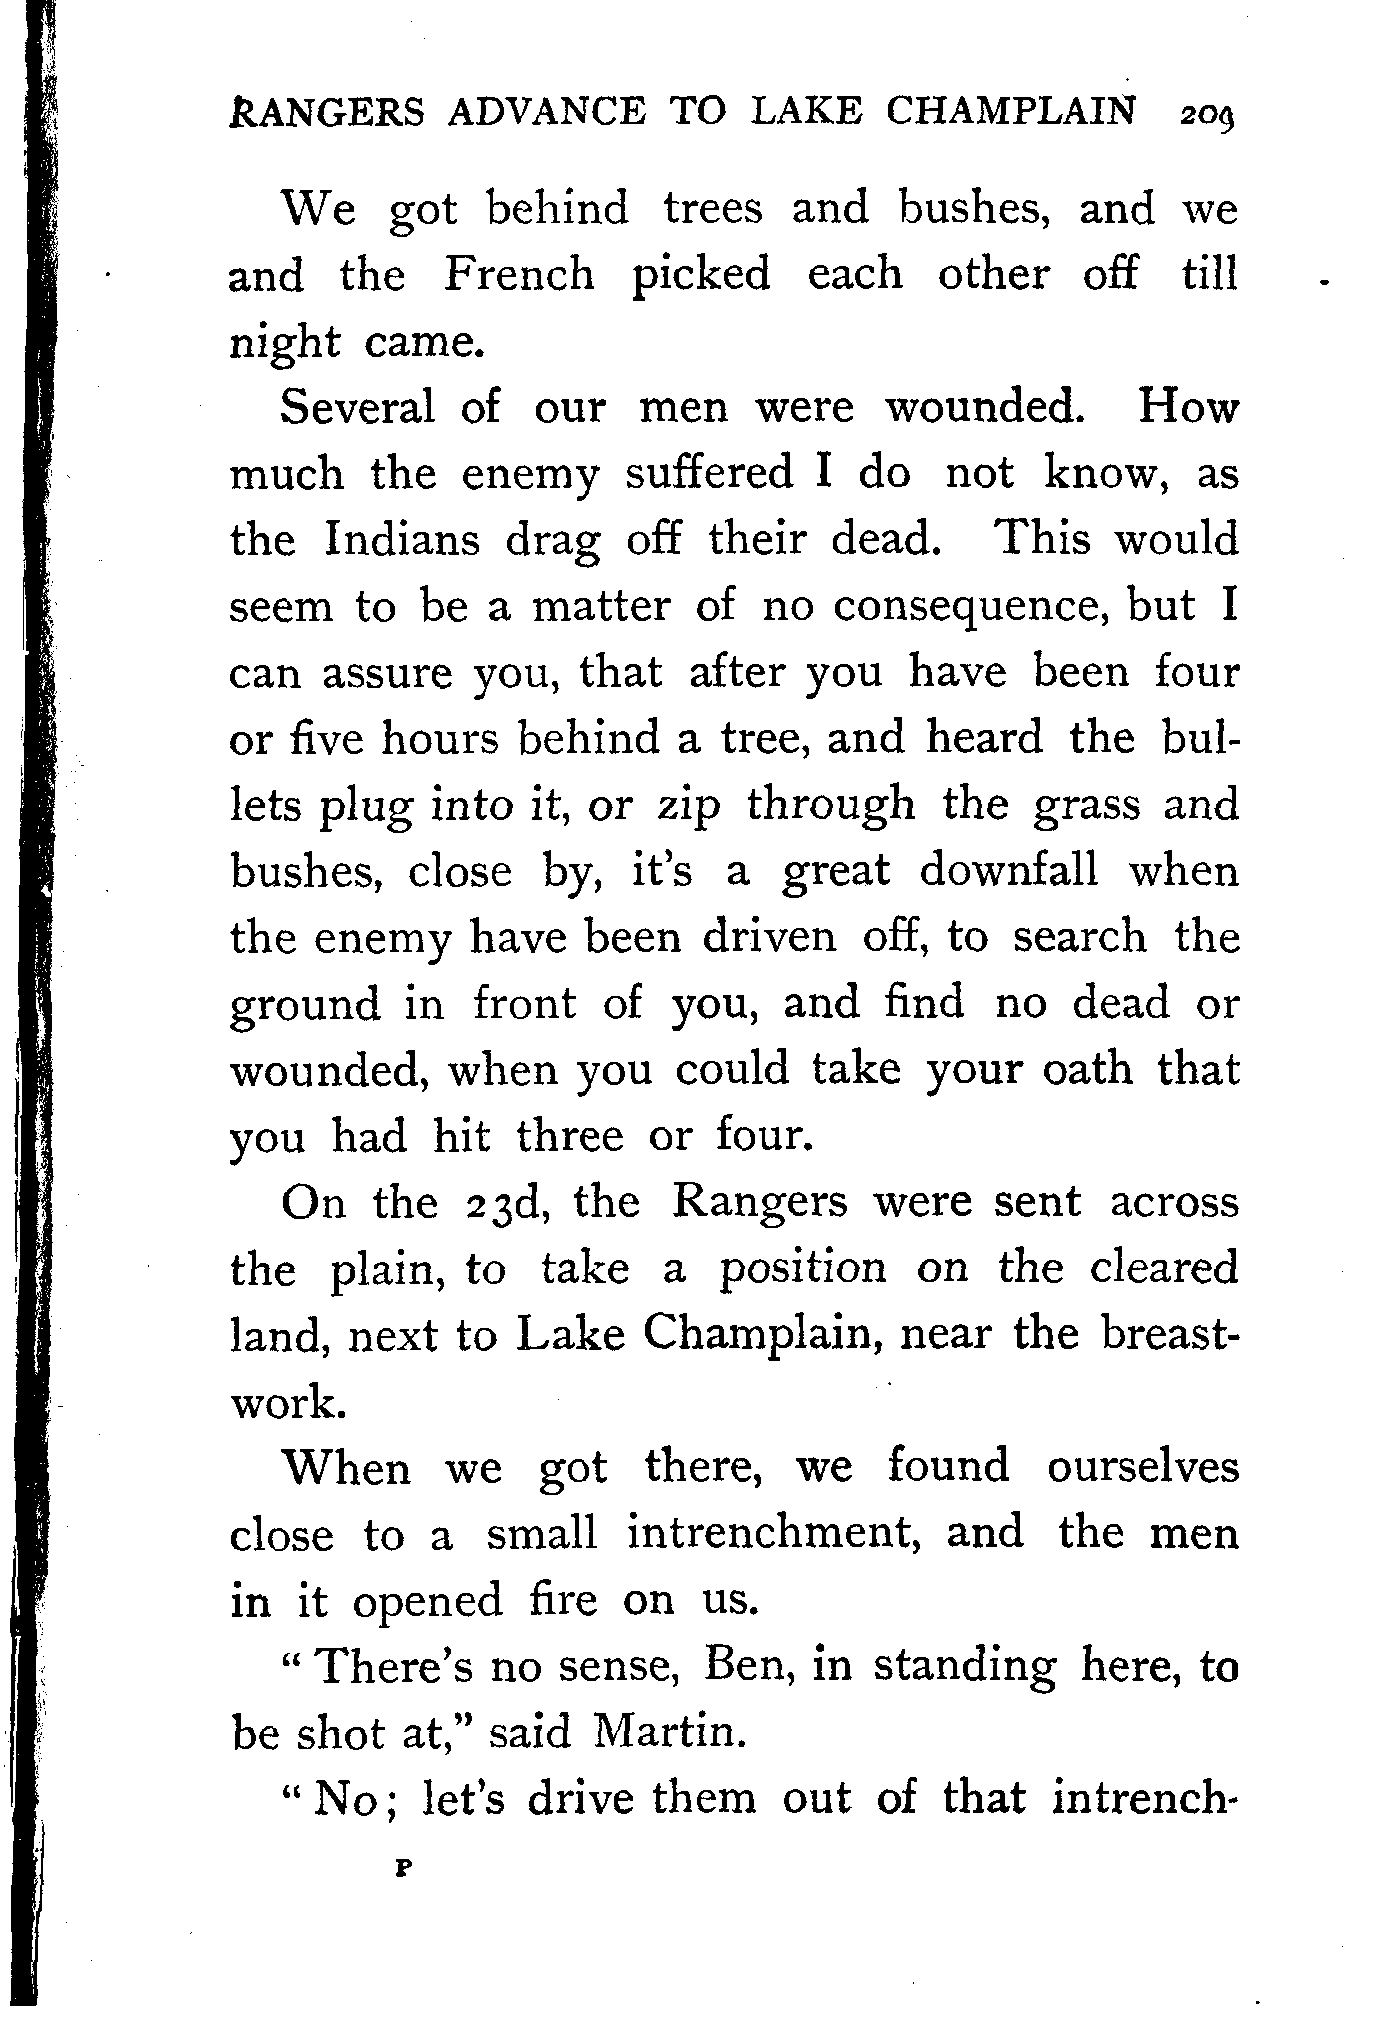 RANGERS ADVANCE TO LAKE CHAMPLAIN 209
We got behind trees and bushes, and we
and the French picked each other off till
night came.
Several of our men were wounded. How
much the enemy suffered I do not know, as
the Indians drag off their dead. This would
seem to be a matter of no consequence, but I
can assure you, that after you have been four
or five hours behind a tree, and heard the bul-
lets plug into it, or zip through the grass and
bushes, close by, it's a great downfall when
the enemy have been driven off, to search the
ground in front of you, and find no dead or
wounded, when you could take your oath that
you had hit three or four.
On the 23d, the Rangers were sent across
the plain, to take a position on the cleared
land, next to Lake Champlain, near the breast-
work.
When we got there, we found ourselves
close to a small intrenchment, and the men
in it opened fire on us.
“ There's no sense, Ben, in standing here, to
be shot at,” said Martin.
“ No; let's drive them out of that intrench-
P